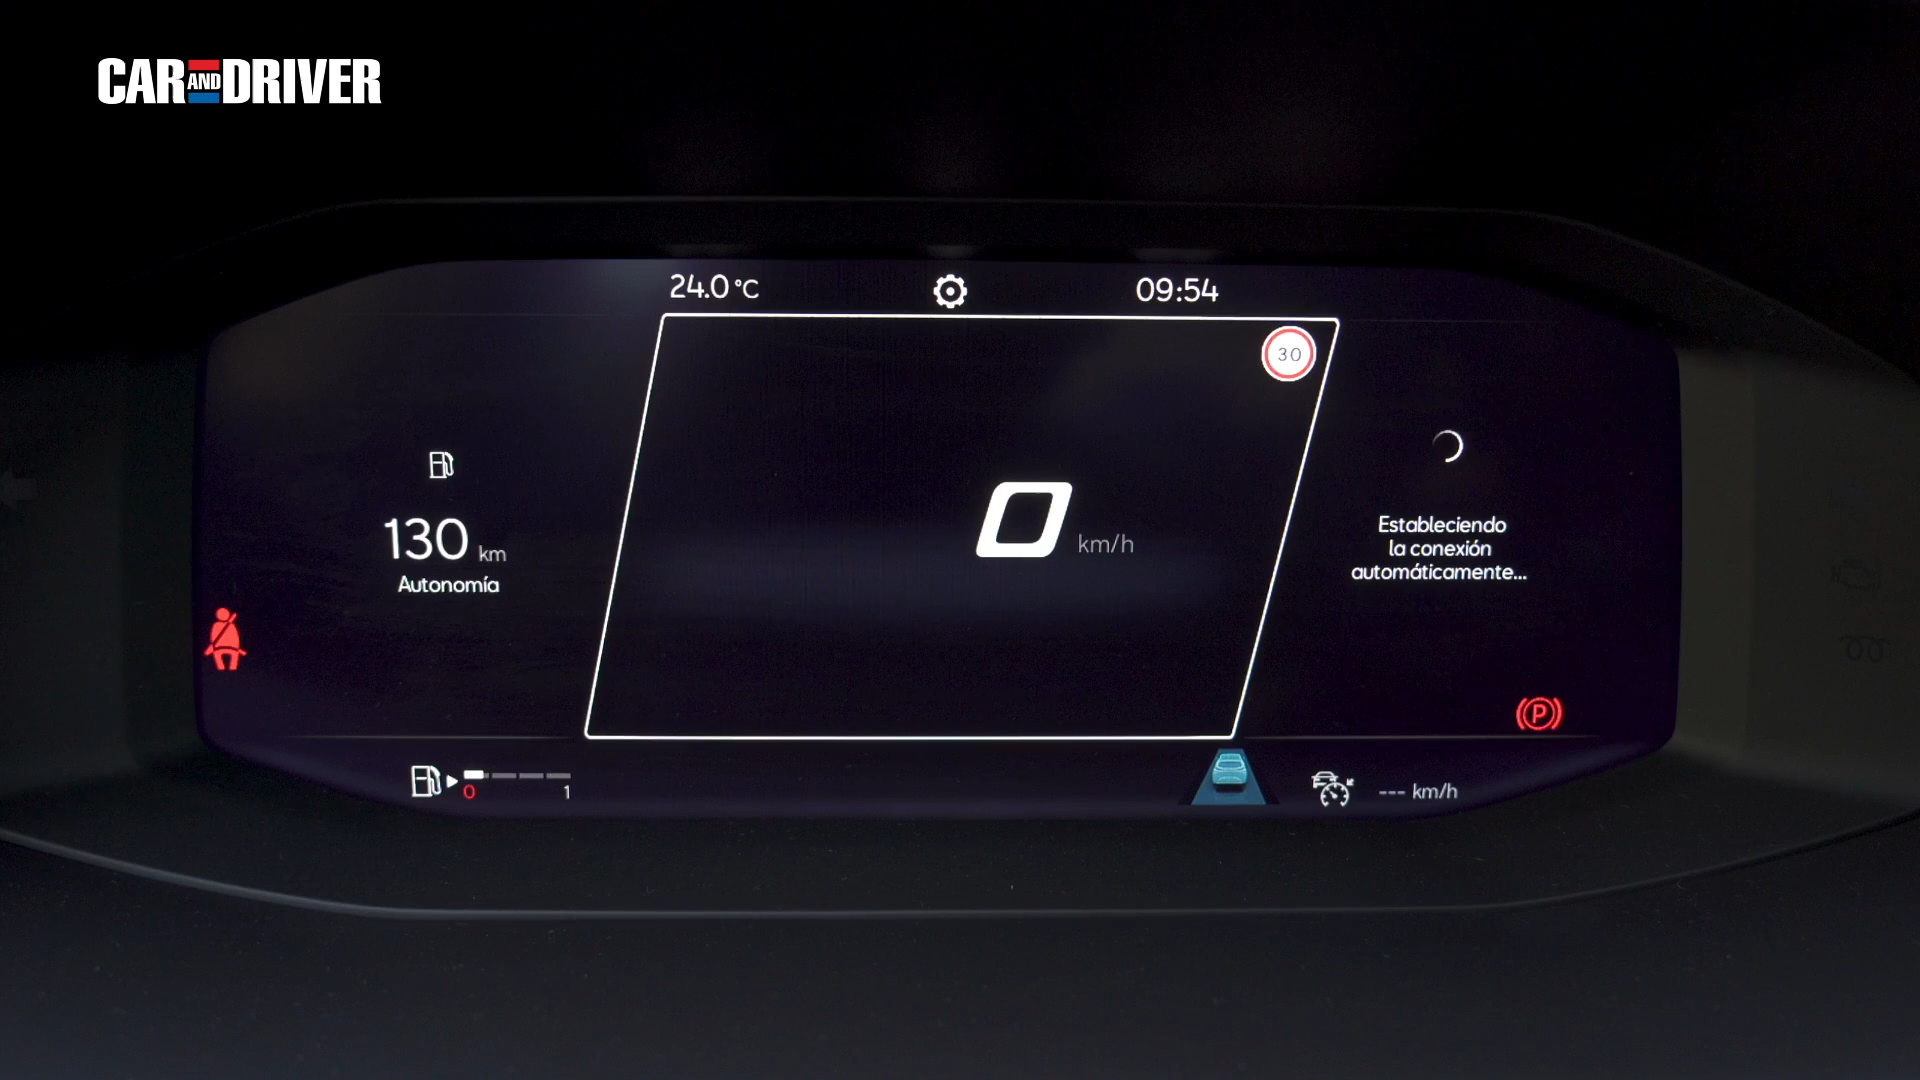 CAR AND DRIVER
24.0 °C
09:54
30
130 km
Autonomía
0 km/h
Estableciendo
la conexión
automáticamente...
P
0 1
--- km/h